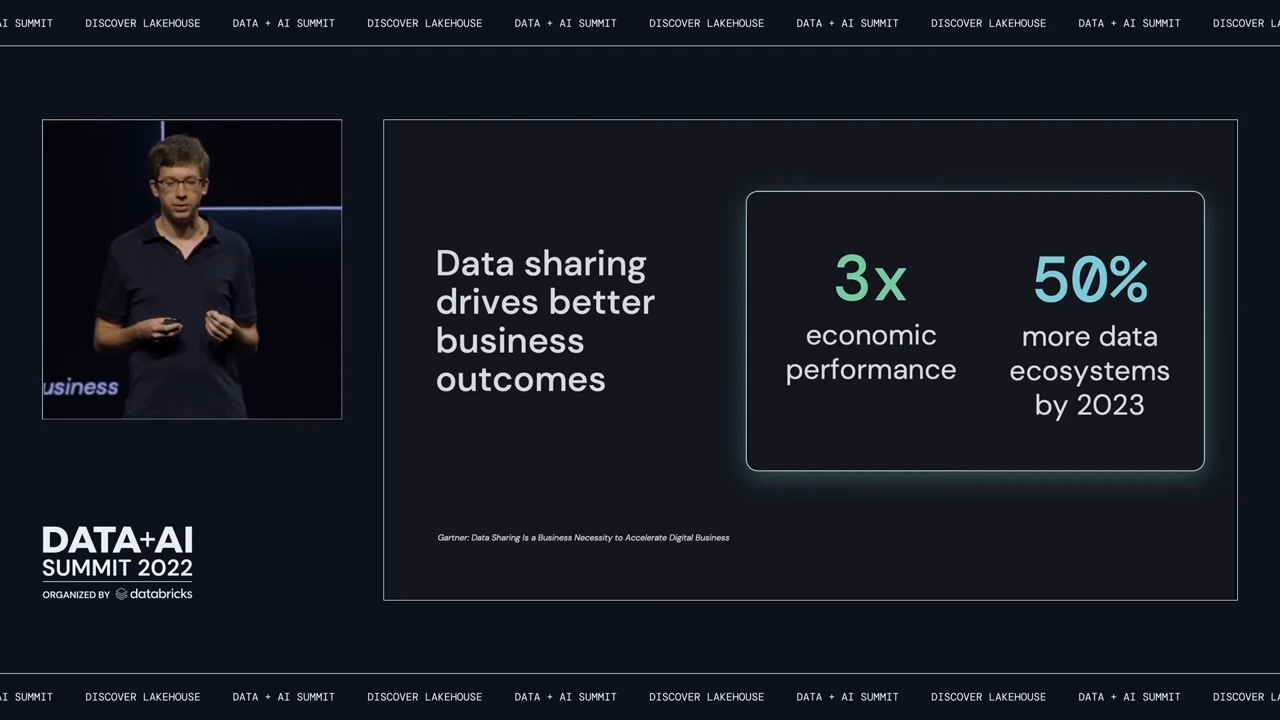 AI SUMMIT DISCOVER LAKEHOUSE DATA + AI SUMMIT DISCOVER LAKEHOUSE DATA + AI SUMMIT DISCOVER LAKEHOUSE DATA + AI SUMMIT DISCOVER LAKEHOUSE DATA + AI SUMMIT DISCOVER LA
usiness
DATA+AI
SUMMIT 2022
ORGANIZED BY databricks
Data sharing
drives better
business
outcomes
3x
economic
performance
50%
more data
ecosystems
by 2023
Gartner: Data Sharing Is a Business Necessity to Accelerate Digital Business
AI SUMMIT DISCOVER LAKEHOUSE DATA + AI SUMMIT DISCOVER LAKEHOUSE DATA + AI SUMMIT DISCOVER LAKEHOUSE DATA + AI SUMMIT DISCOVER LAKEHOUSE DATA + AI SUMMIT DISCOVER LA